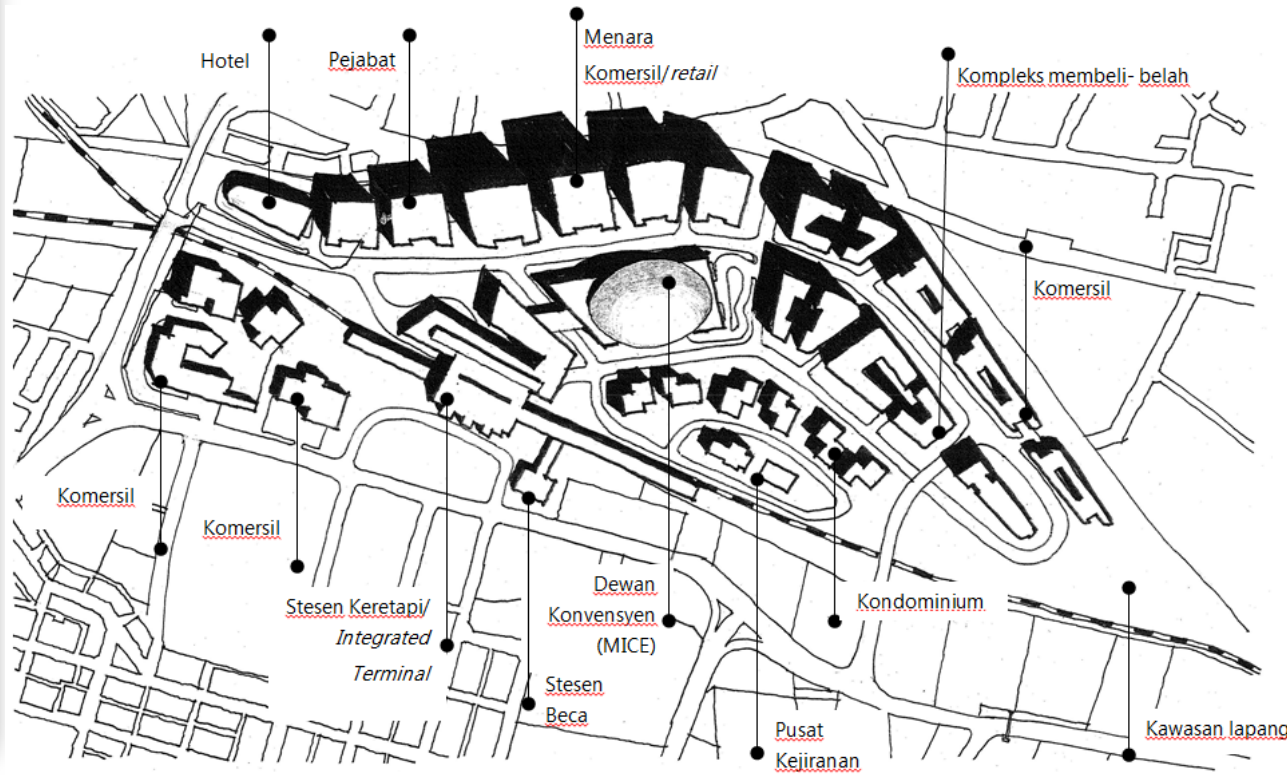 Hotel
Pejabat
Menara
Komersil/retail
Kompleks membeli- belah
Komersil
Komersil
Komersil
Stesen Keretapi/
Integrated
Terminal
Stesen
Beca
Dewan
Konvensyen
(MICE)
Pusat
Kejiranan
Kondominium
Kawasan lapang